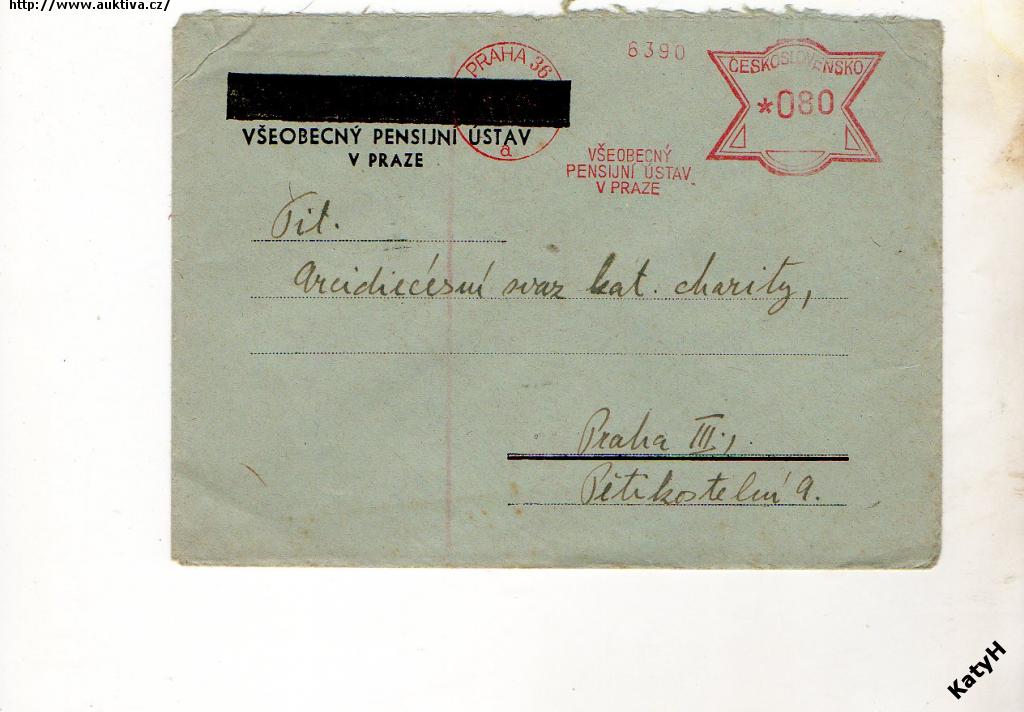 http://www.auktiva.cz/
PRAHA 36
a
6390
ČESKOSLOVENSKO
*080
VŠEOBECNÝ PENSIJNÍ ÚSTAV
V PRAZE
VŠEOBECNÝ
PENSIJNÍ ÚSTAV
V PRAZE
Tit.
Arcidiecésní svaz kat. charity,
Praha III.,
Pětikostelní 9.
KatyH